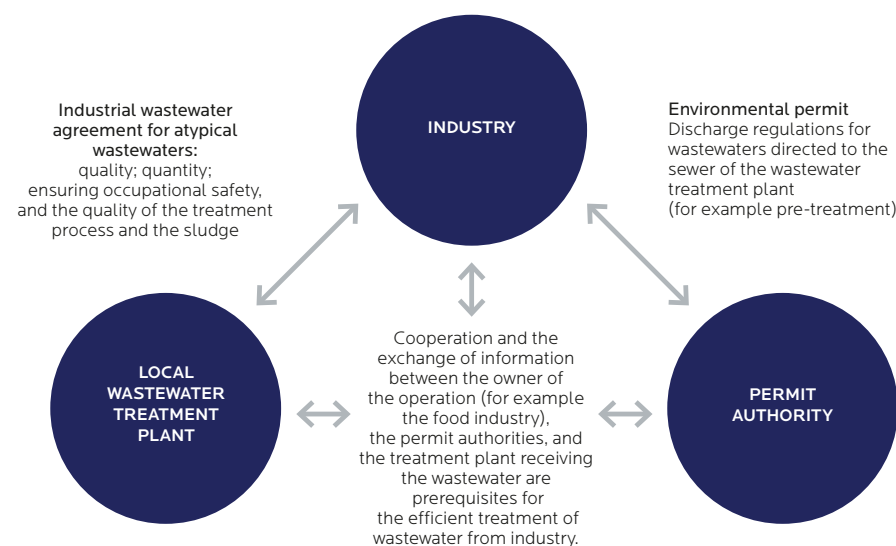 INDUSTRY
Industrial wastewater
agreement for atypical
wastewaters:
quality; quantity;
ensuring occupational safety,
and the quality of the treatment
process and the sludge
Environmental permit
Discharge regulations for
wastewaters directed to the
sewer of the wastewater
treatment plant
(for example pre-treatment)
LOCAL
WASTEWATER
TREATMENT
PLANT
Cooperation and the
exchange of information
between the owner of
the operation (for example
the food industry),
the permit authorities, and
the treatment plant receiving
the wastewater are
prerequisites for
the efficient treatment of
wastewater from industry.
PERMIT
AUTHORITY